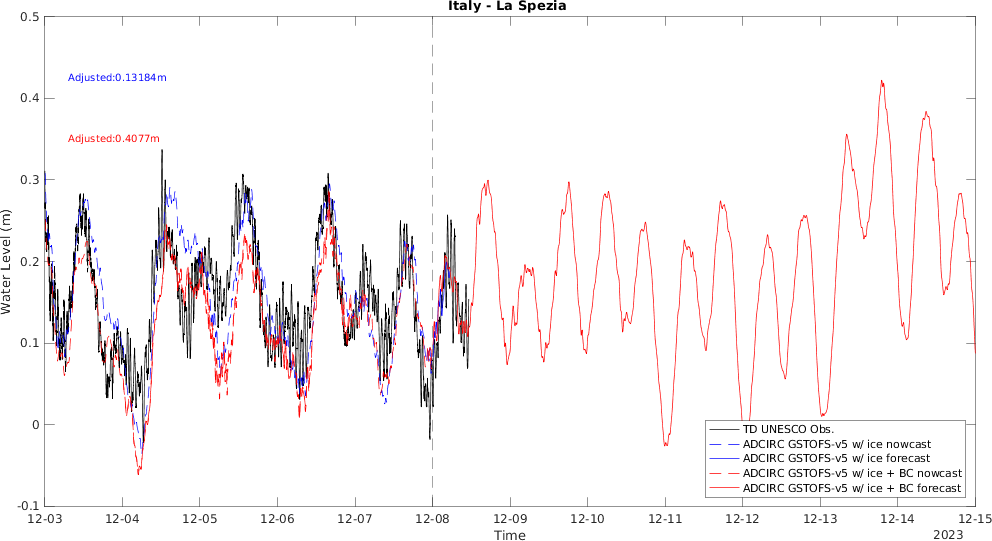 Italy - La Spezia
0.5
0.4
0.3
0.2
0.1
0
-0.1
Water Level (m)
Adjusted:0.13184m
Adjusted:0.4077m
TD UNESCO Obs.
ADCIRC GSTOFS-v5 w/ ice nowcast
ADCIRC GSTOFS-v5 w/ ice forecast
ADCIRC GSTOFS-v5 w/ ice + BC nowcast
ADCIRC GSTOFS-v5 w/ ice + BC forecast
12-03 12-04 12-05 12-06 12-07 12-08 12-09 12-10 12-11 12-12 12-13 12-14 12-15
Time
2023